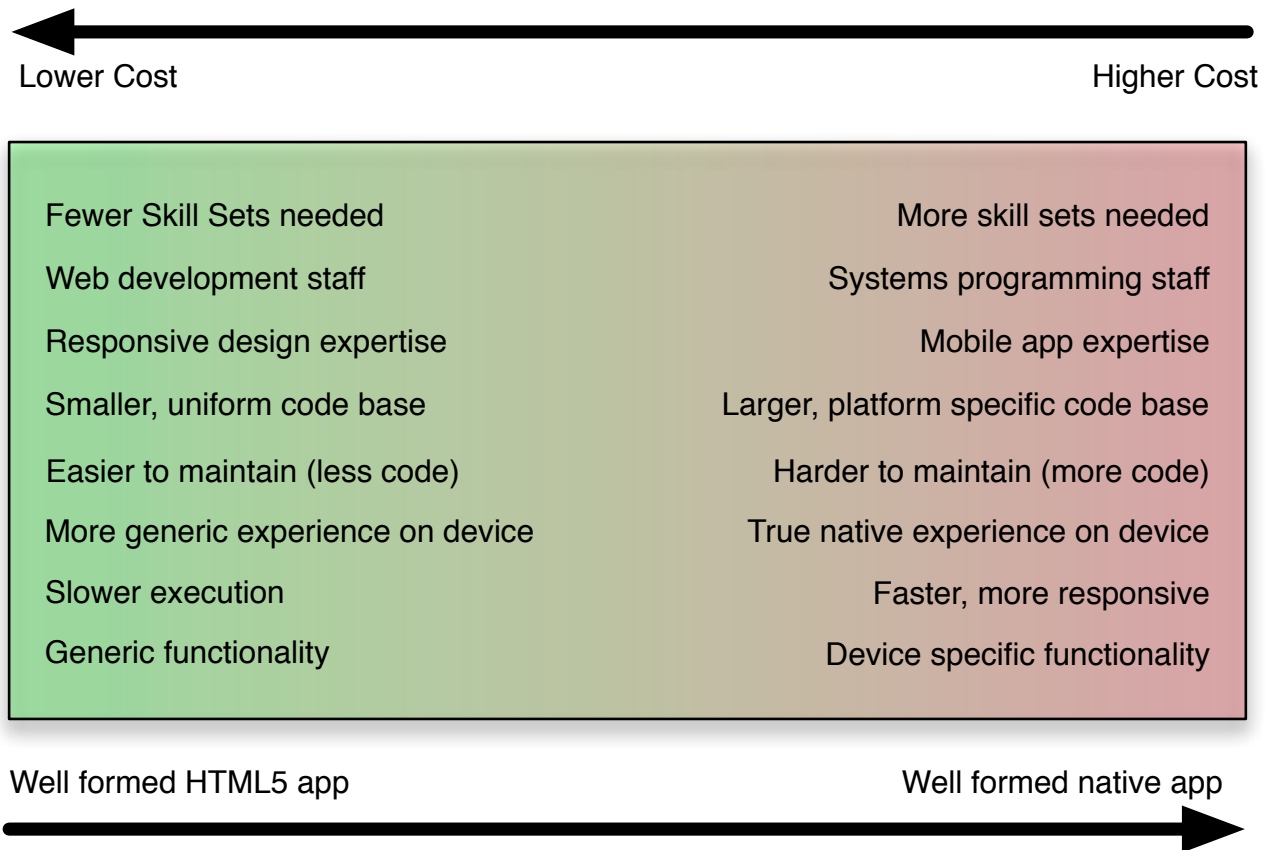 Lower Cost Higher Cost
Fewer Skill Sets needed More skill sets needed
Web development staff Systems programming staff
Responsive design expertise Mobile app expertise
Smaller, uniform code base Larger, platform specific code base
Easier to maintain (less code) Harder to maintain (more code)
More generic experience on device True native experience on device
Slower execution Faster, more responsive
Generic functionality Device specific functionality
Well formed HTML5 app Well formed native app